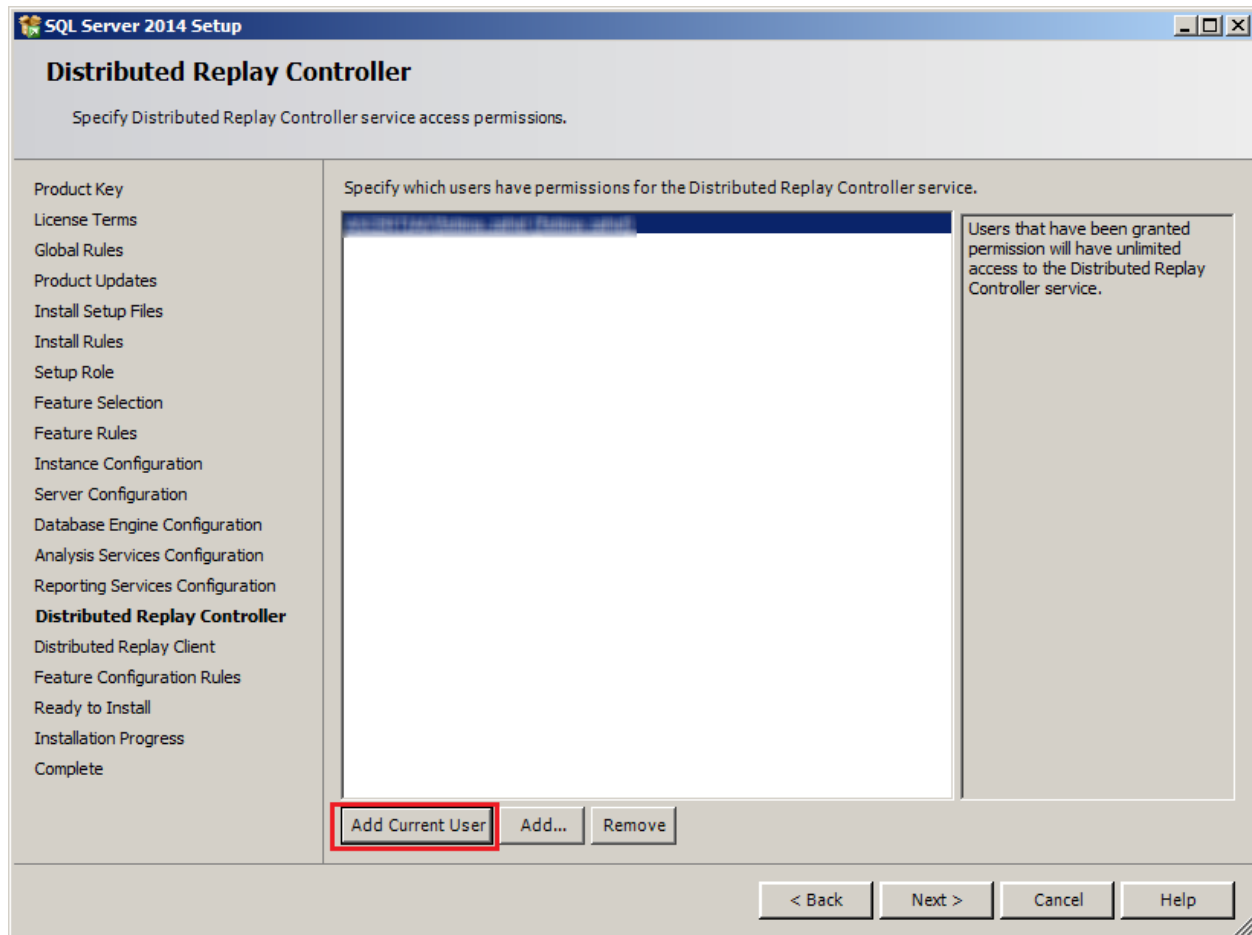 SQL Server 2014 Setup
Distributed Replay Controller
Specify Distributed Replay Controller service access permissions.
Product Key
License Terms
Global Rules
Product Updates
Install Setup Files
Install Rules
Setup Role
Feature Selection
Feature Rules
Instance Configuration
Server Configuration
Database Engine Configuration
Analysis Services Configuration
Reporting Services Configuration
Distributed Replay Controller
Distributed Replay Client
Feature Configuration Rules
Ready to Install
Installation Progress
Complete
Specify which users have permissions for the Distributed Replay Controller service.
Users that have been granted
permission will have unlimited
access to the Distributed Replay
Controller service.
Add Current User
Add...
Remove
< Back
Next >
Cancel
Help